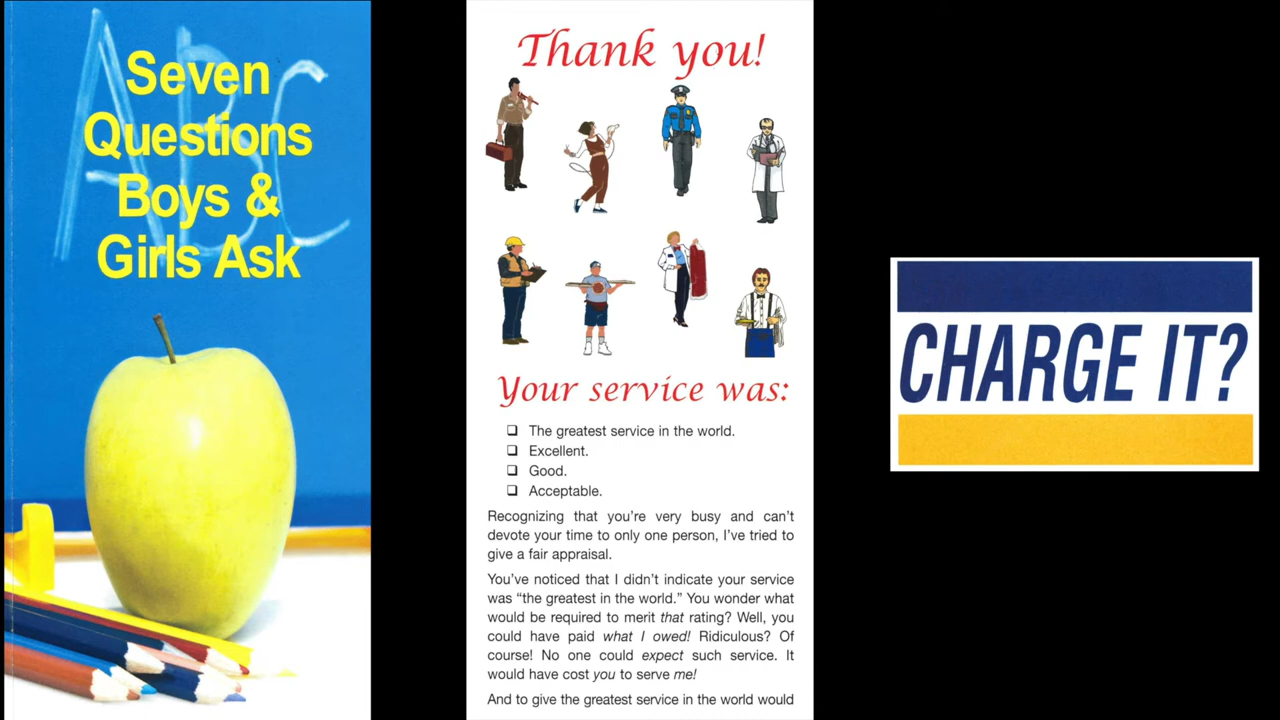 ABC
Seven
Questions
Boys &
Girls Ask
Thank you!
Your service was:
❑ The greatest service in the world.
❑ Excellent.
❑ Good.
❑ Acceptable.
Recognizing that you're very busy and can't
devote your time to only one person, I've tried to
give a fair appraisal.
You've noticed that I didn't indicate your service
was “the greatest in the world.” You wonder what
would be required to merit that rating? Well, you
could have paid what I owed! Ridiculous? Of
course! No one could expect such service. It
would have cost you to serve me!
And to give the greatest service in the world would
CHARGE IT?